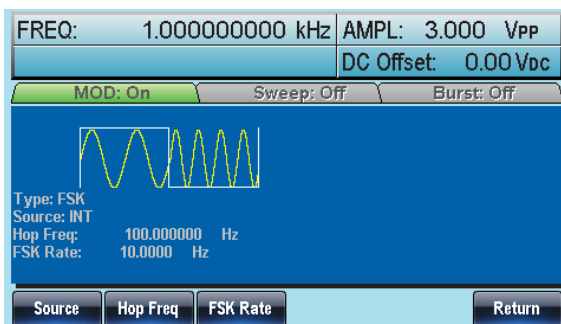 FREQ: 1.0000000000 kHz AMPL: 3.000 VPP
DC Offset: 0.00 VDC
MOD: On Sweep: Off Burst: Off
Type: FSK
Source: INT
Hop Freq: 100.000000 Hz
FSK Rate: 10.0000 Hz
Source Hop Freq FSK Rate Return